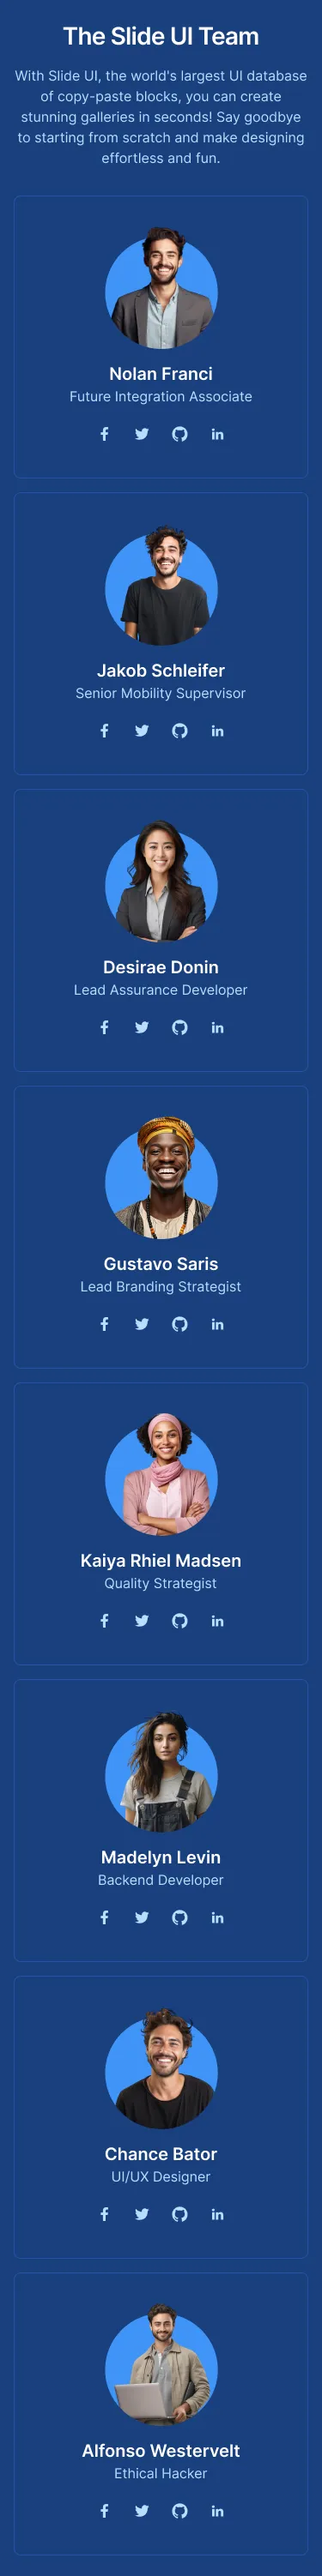 The Slide UI Team
With Slide UI, the world's largest UI database
of copy-paste blocks, you can create
stunning galleries in seconds! Say goodbye
to starting from scratch and make designing
effortless and fun.
Nolan Franci
Future Integration Associate
Jakob Schleifer
Senior Mobility Supervisor
Desirae Donin
Lead Assurance Developer
Gustavo Saris
Lead Branding Strategist
Kaiya Rhiel Madsen
Quality Strategist
Madelyn Levin
Backend Developer
Chance Bator
UI/UX Designer
Alfonso Westervelt
Ethical Hacker